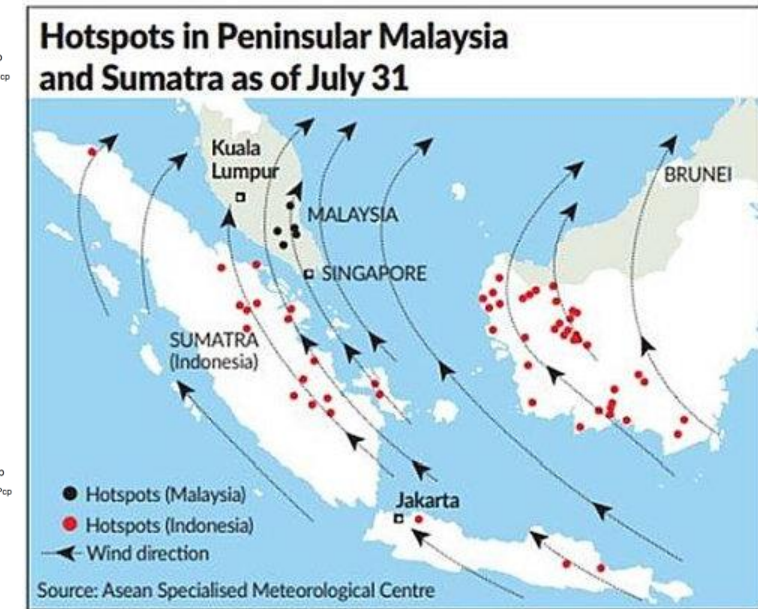 Hotspots in Peninsular Malaysia
and Sumatra as of July 31
Kuala
Lumpur
BRUNEI
MALAYSIA
SINGAPORE
SUMATRA
(Indonesia)
Hotspots (Malaysia)
Jakarta
Hotspots (Indonesia)
Wind direction
Source: Asean Specialised Meteorological Centre